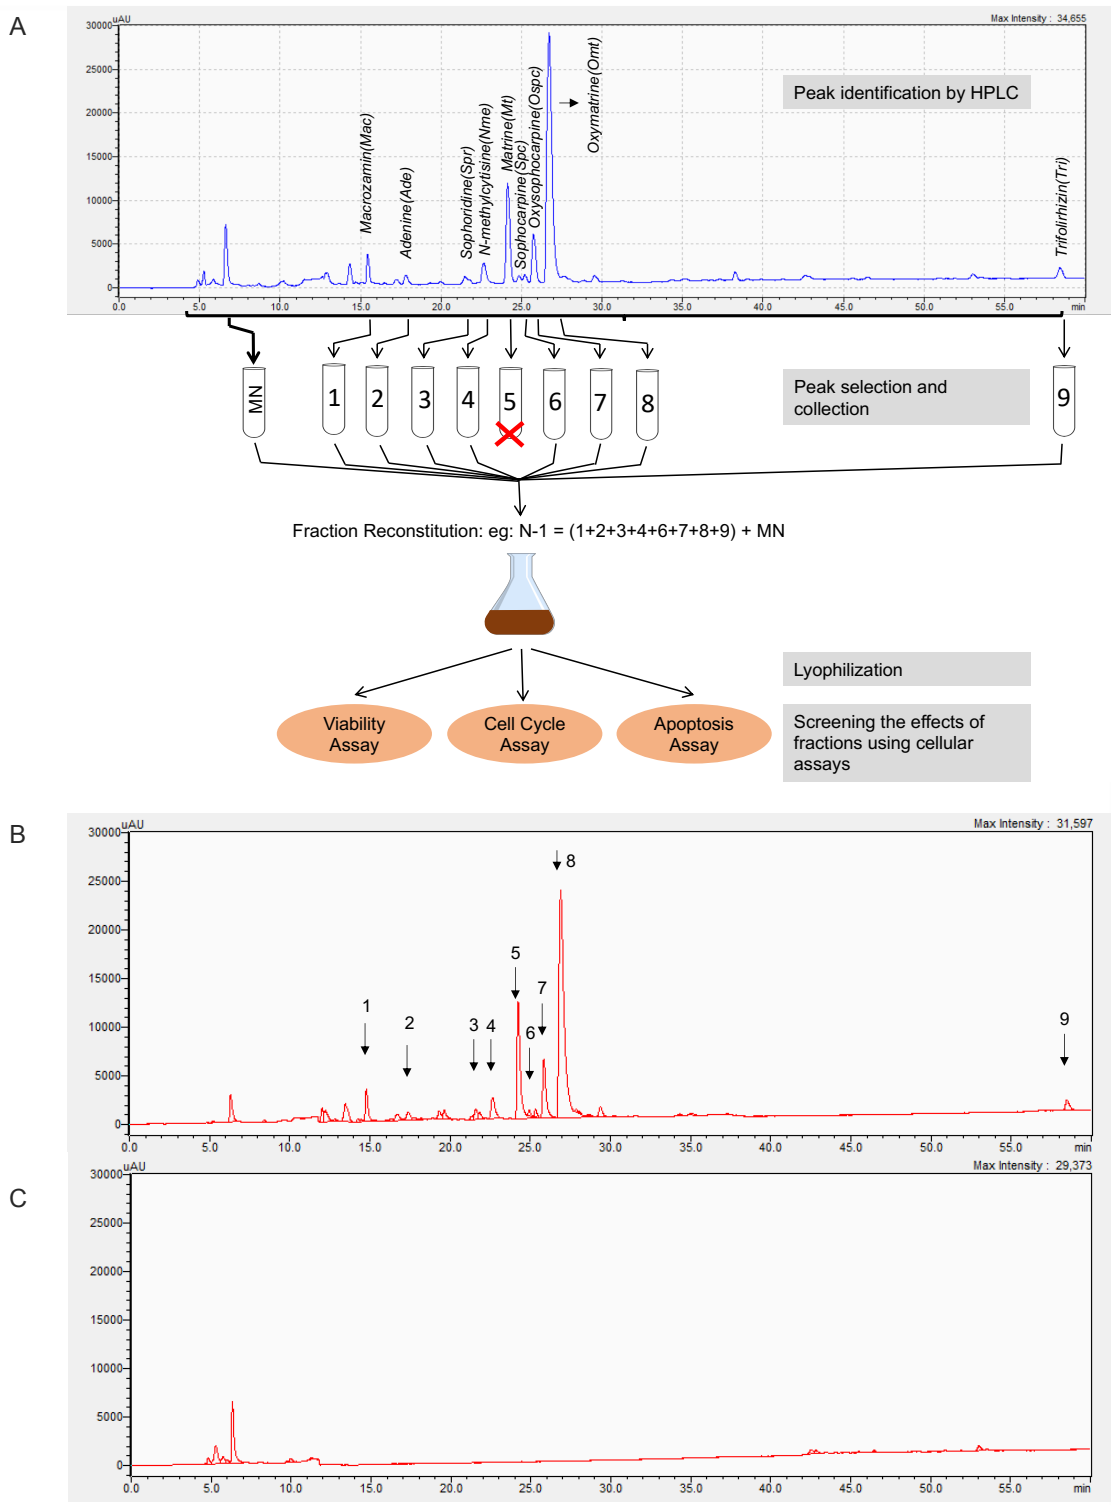 A
uAU
Max Intensity : 34,655
30000
25000
20000
15000
10000
5000
0
Macrozamin(Mac)
Adenine(Ade)
Sophoridine(Spr)
N-methylcytisine(Nme)
Matrine(Mt)
Sophocarpine(Spc)
Oxysophocarpine(Ospc)
Oxymatrine(Omt)
Trifolirhizin(Tri)
Peak identification by HPLC
0.0 5.0 10.0 15.0 20.0 25.0 30.0 35.0 40.0 45.0 50.0 55.0 min
MN 1 2 3 4 5 6 7 8 9
Peak selection and
collection
Fraction Reconstitution: eg: N-1 = (1+2+3+4+6+7+8+9) + MN
Lyophilization
Viability
Assay
Cell Cycle
Assay
Apoptosis
Assay
Screening the effects of
fractions using cellular
assays
B
uAU
Max Intensity : 31,597
30000
25000
20000
15000
10000
5000
0
1
2
3
4
5
6
7
8
9
0.0 5.0 10.0 15.0 20.0 25.0 30.0 35.0 40.0 45.0 50.0 55.0 min
C
uAU
Max Intensity : 29,373
30000
25000
20000
15000
10000
5000
0
0.0 5.0 10.0 15.0 20.0 25.0 30.0 35.0 40.0 45.0 50.0 55.0 min